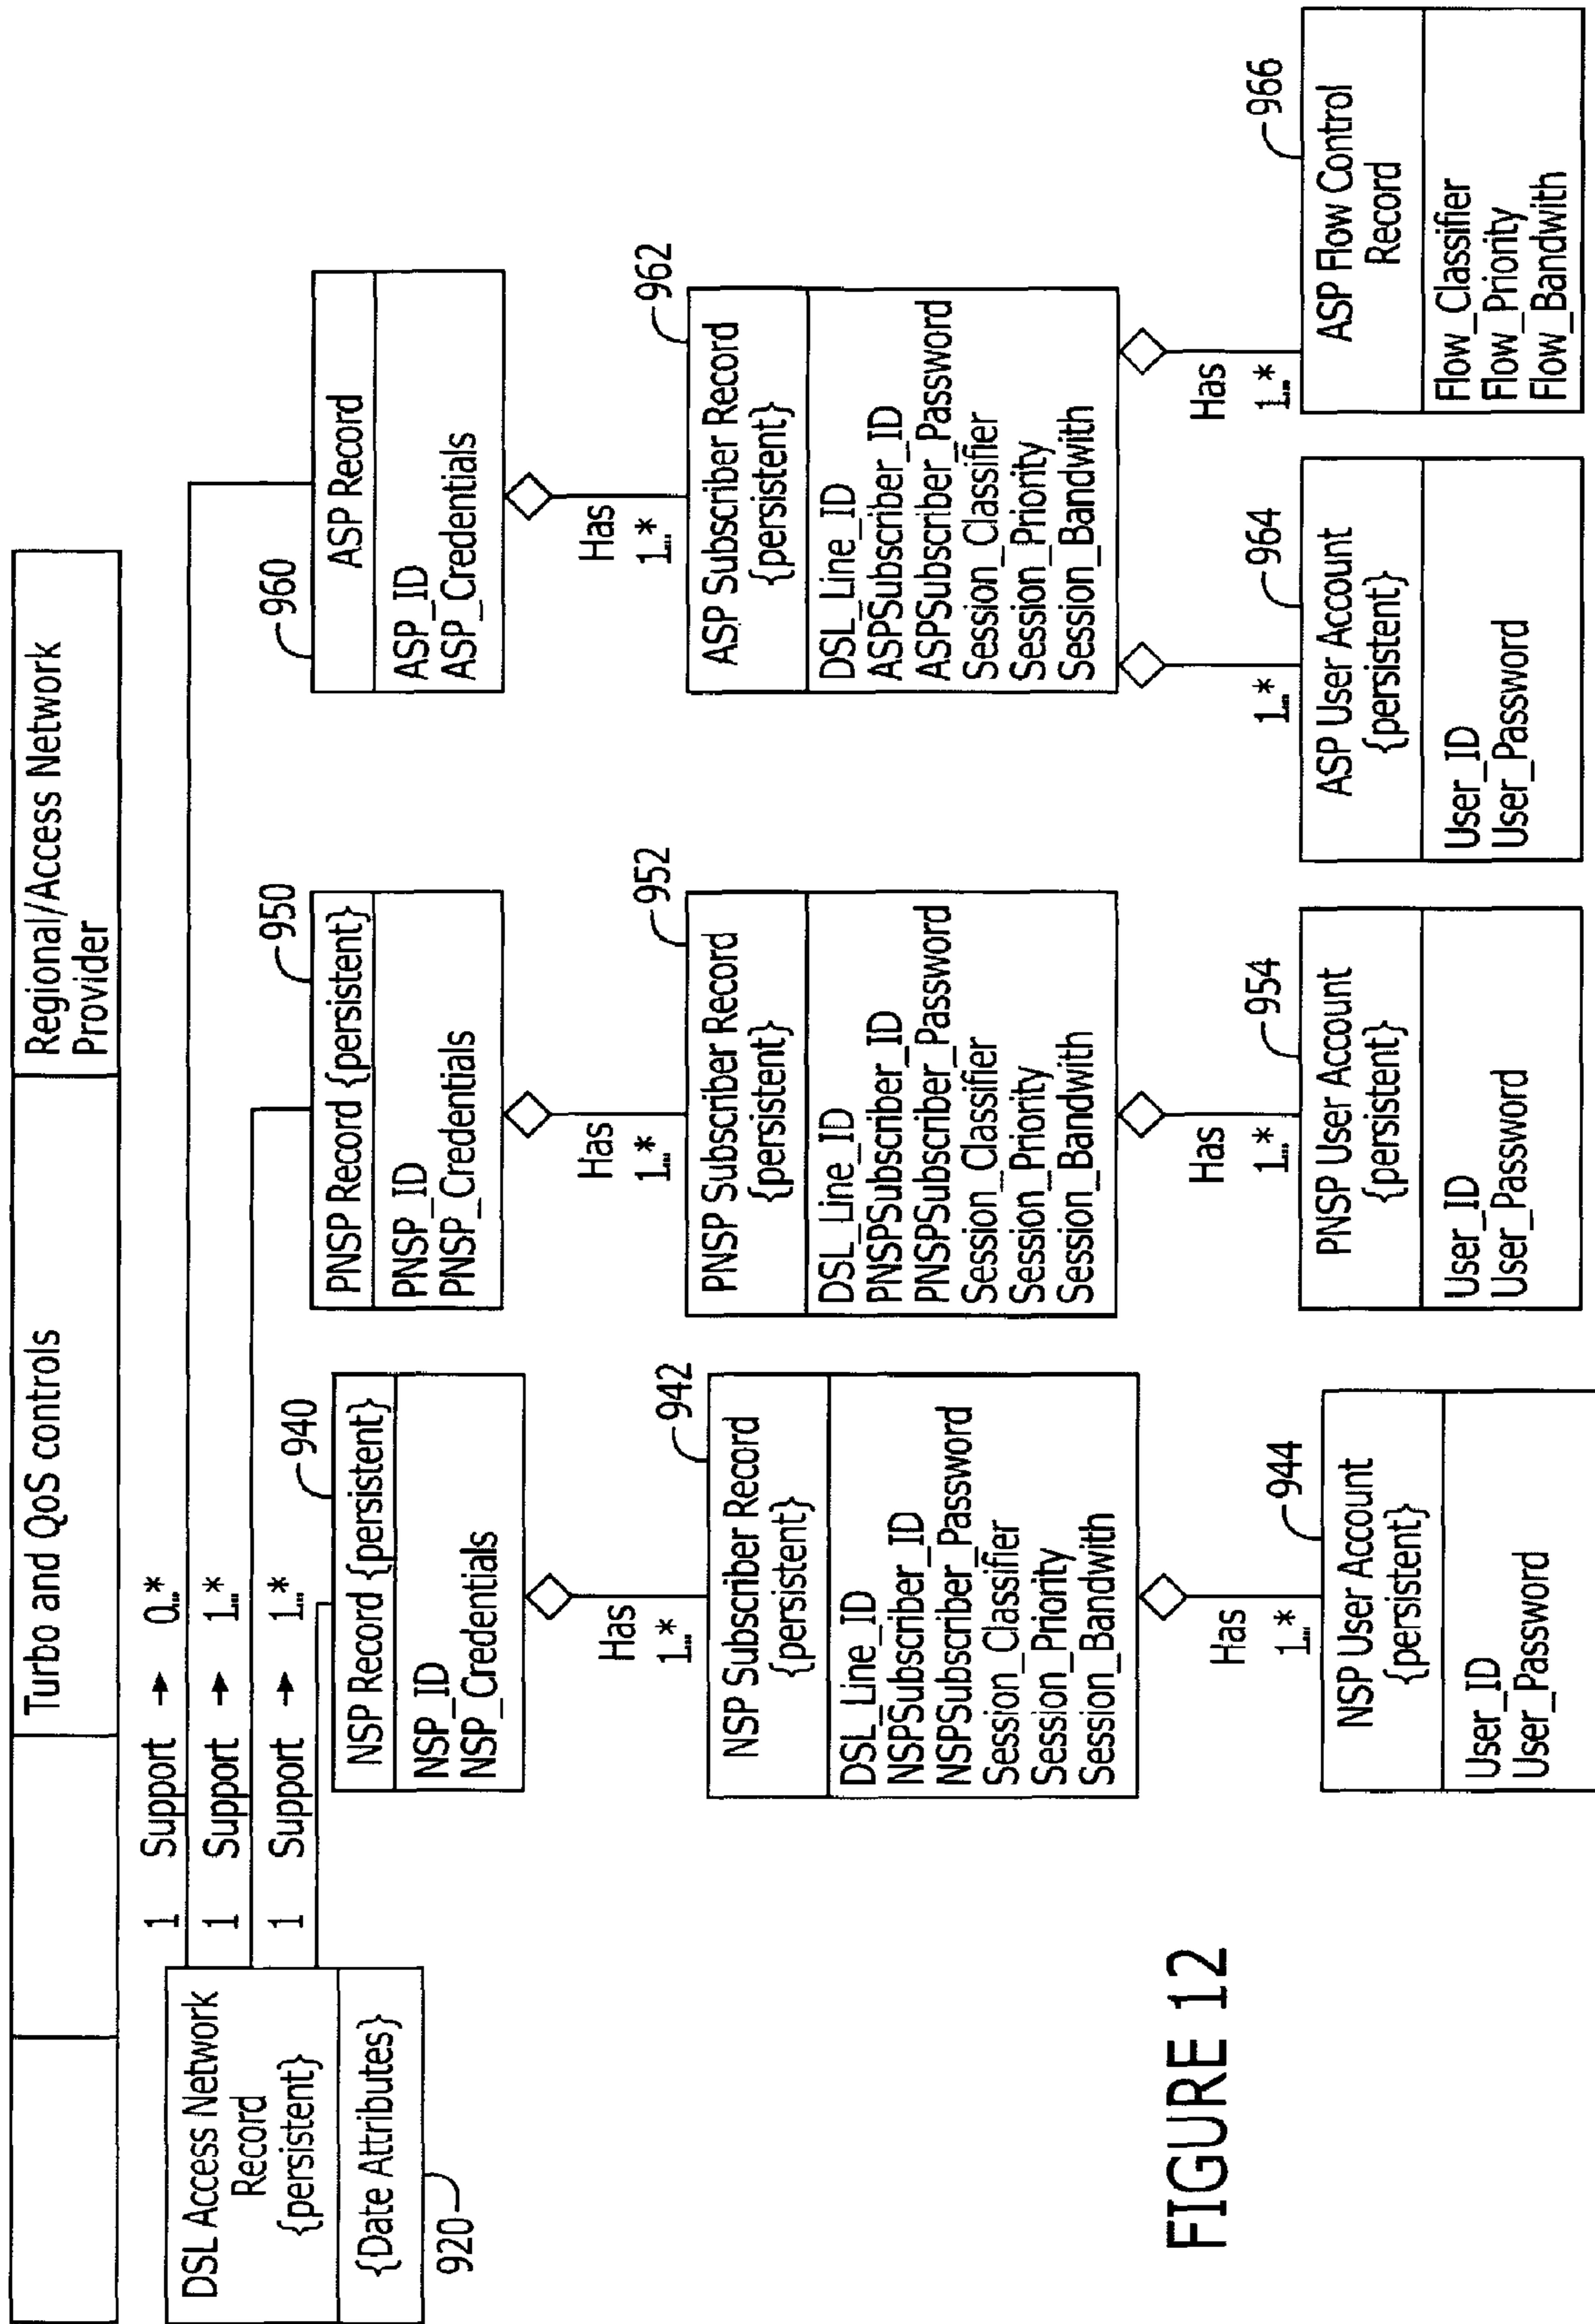 Turbo and QoS controls
Regional/Access Network
Provider
DSL Access Network
Record
{persistent}
{Date Attributes}
920
1 Support → 0..*
1 Support → 1..*
1 Support → 1..*
940
NSP Record {persistent}
NSP_ID
NSP_Credentials
Has
1..*
942
NSP Subscriber Record
{persistent}
DSL_Line_ID
NSPSubscriber_ID
NSPSubscriber_Password
Session_Classifier
Session_Priority
Session_Bandwith
Has
1..*
944
NSP User Account
{persistent}
User_ID
User_Password
950
PNSP Record {persistent}
PNSP_ID
PNSP_Credentials
Has
1..*
952
PNSP Subscriber Record
{persistent}
DSL_Line_ID
PNSPSubscriber_ID
PNSPSubscriber_Password
Session_Classifier
Session_Priority
Session_Bandwith
Has
1..*
954
PNSP User Account
{persistent}
User_ID
User_Password
960
ASP Record
ASP_ID
ASP_Credentials
Has
1..*
962
ASP Subscriber Record
{persistent}
DSL_Line_ID
ASPSubscriber_ID
ASPSubscriber_Password
Session_Classifier
Session_Priority
Session_Bandwith
1..*
964
ASP User Account
{persistent}
User_ID
User_Password
Has
1..*
966
ASP Flow Control
Record
Flow_Classifier
Flow_Priority
Flow_Bandwith
FIGURE 12